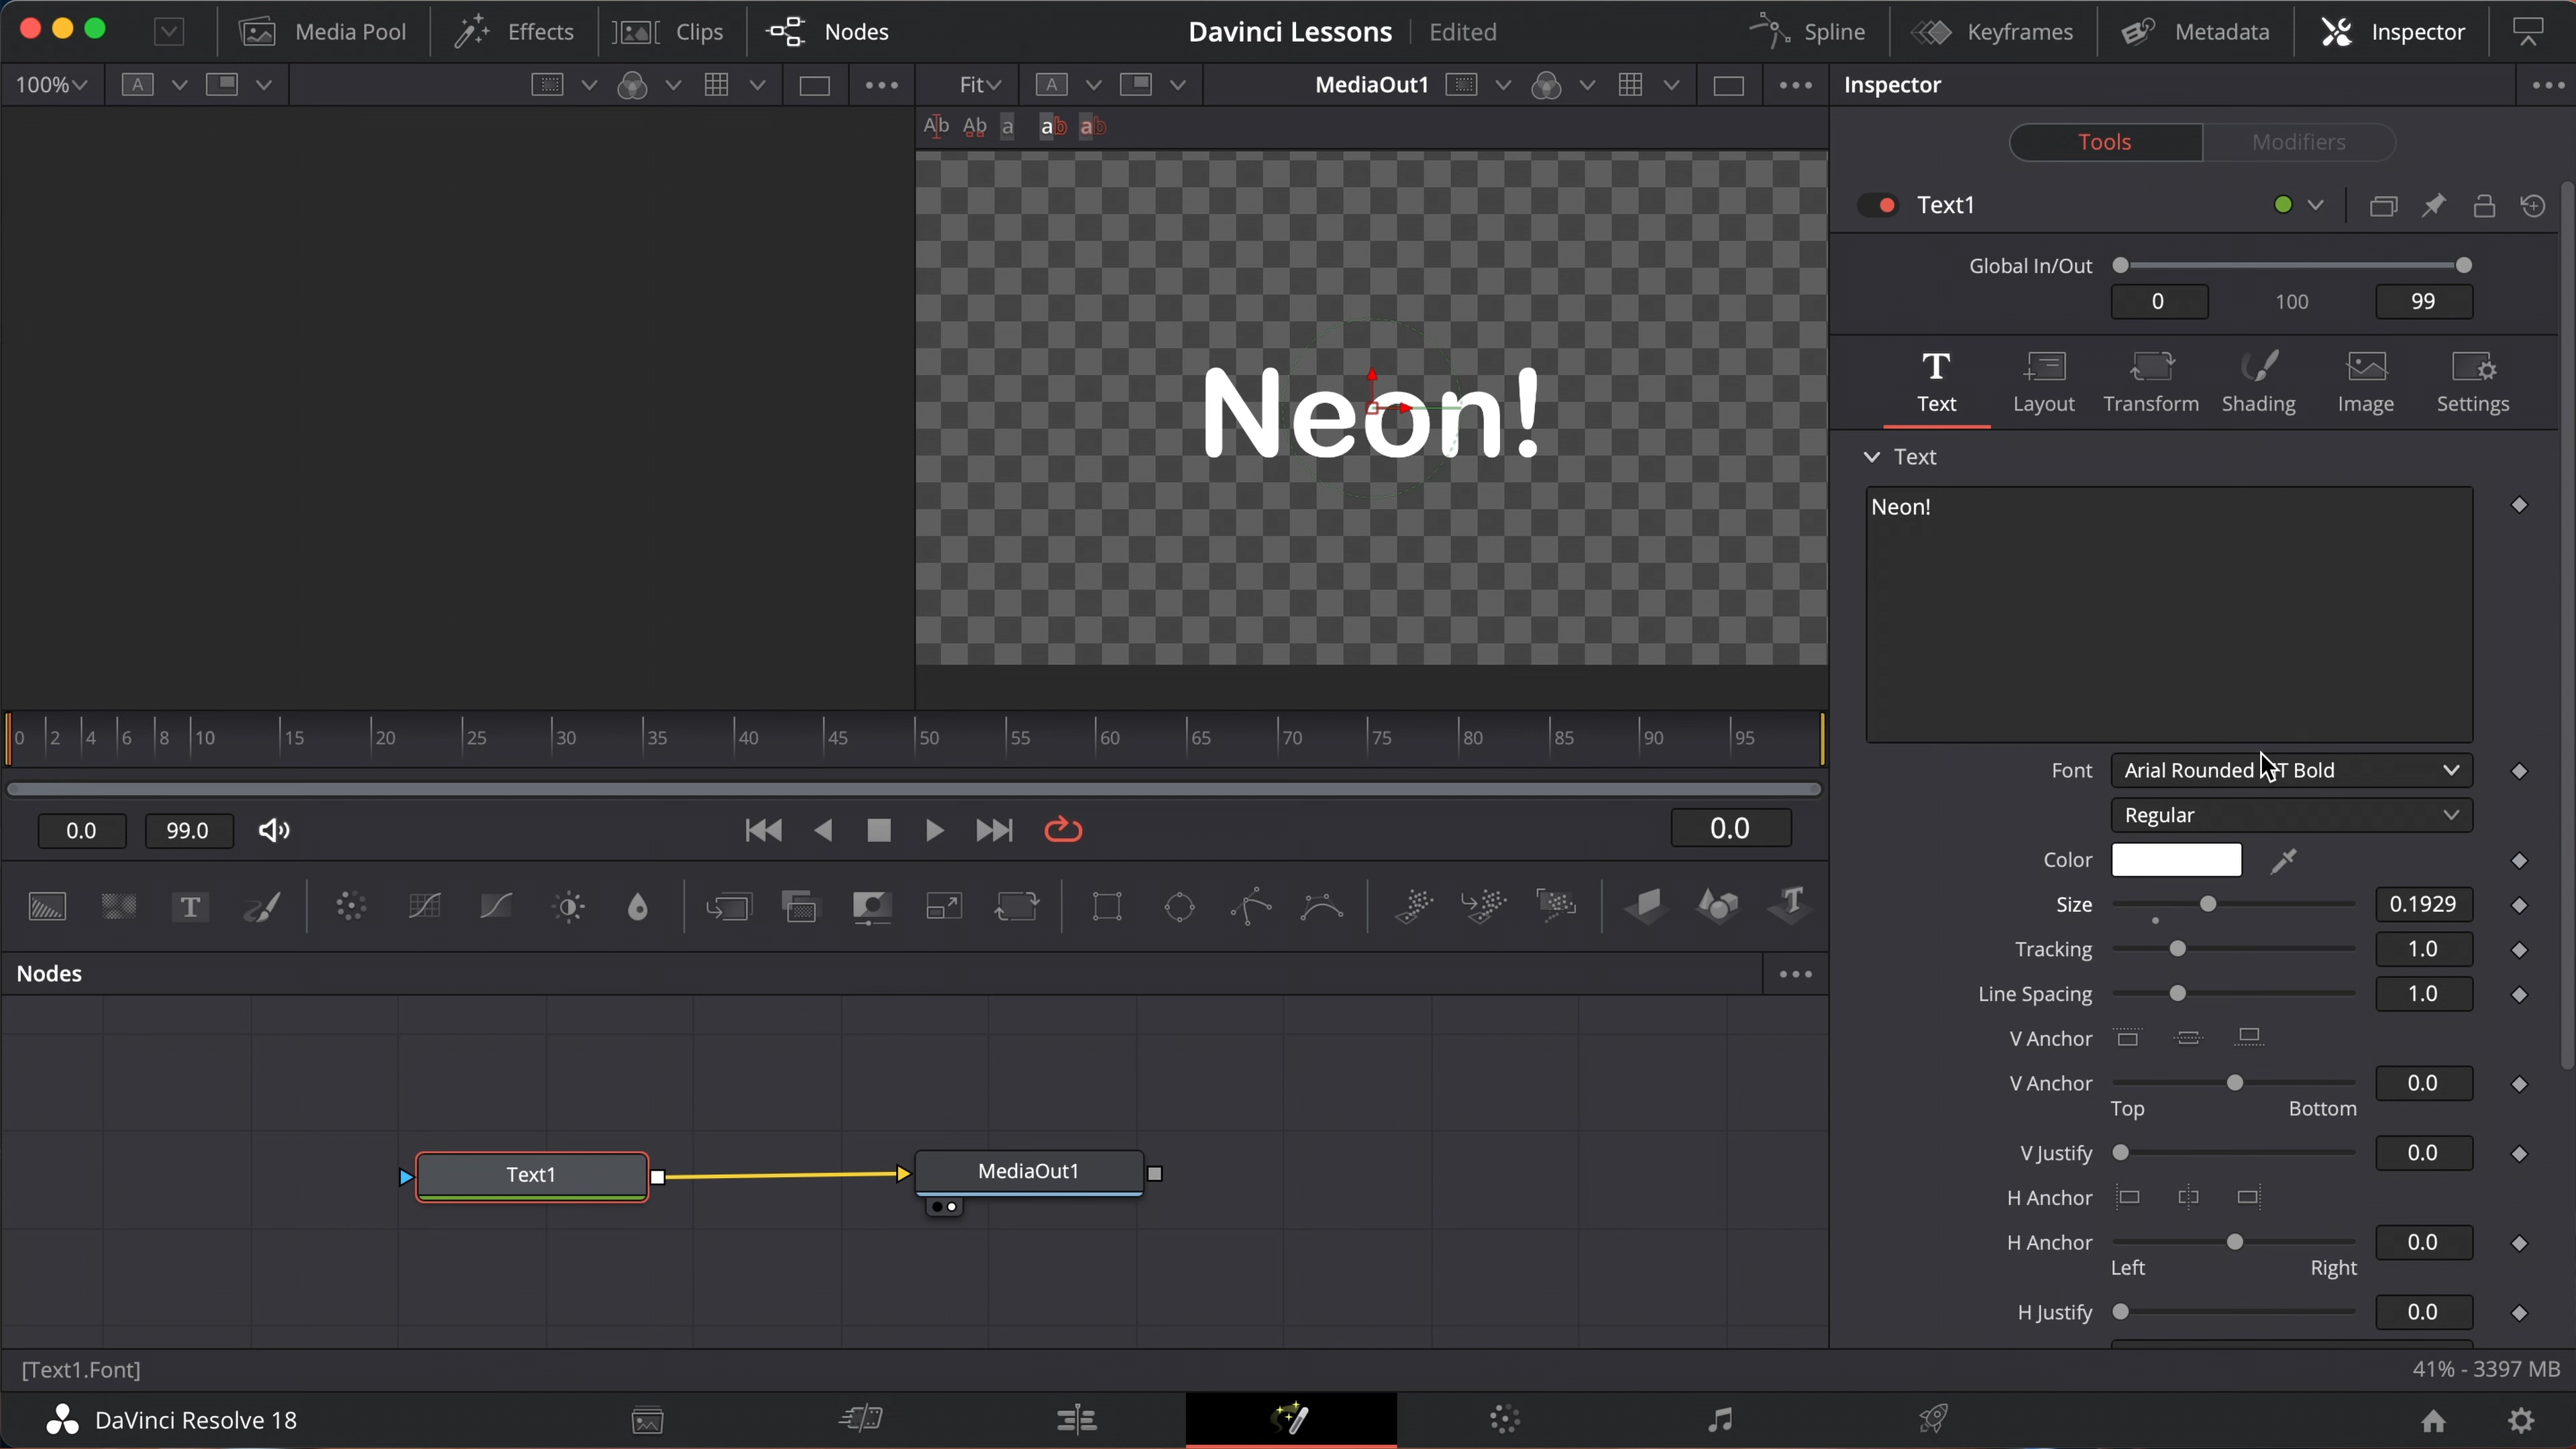 Media Pool Effects Clips Nodes Davinci Lessons Edited Spline Keyframes Metadata Inspector
100% A Fit A MediaOut1 Inspector
Ab Ab a ab ab
Tools Modifiers
Text1
Global In/Out
0 100 99
Neon!
T
Text Layout Transform Shading Image Settings
Text
Neon!
0 2 4 6 8 10 15 20 25 30 35 40 45 50 55 60 65 70 75 80 85 90 95
Font Arial Rounded T Bold
Regular
0.0 99.0 0.0
Color
Size 0.1929
T T
Tracking 1.0
Nodes
Line Spacing 1.0
V Anchor
V Anchor 0.0
Top Bottom
V Justify 0.0
Text1 MediaOut1
H Anchor
H Anchor 0.0
Left Right
H Justify 0.0
[Text1.Font] 41% - 3397 MB
DaVinci Resolve 18